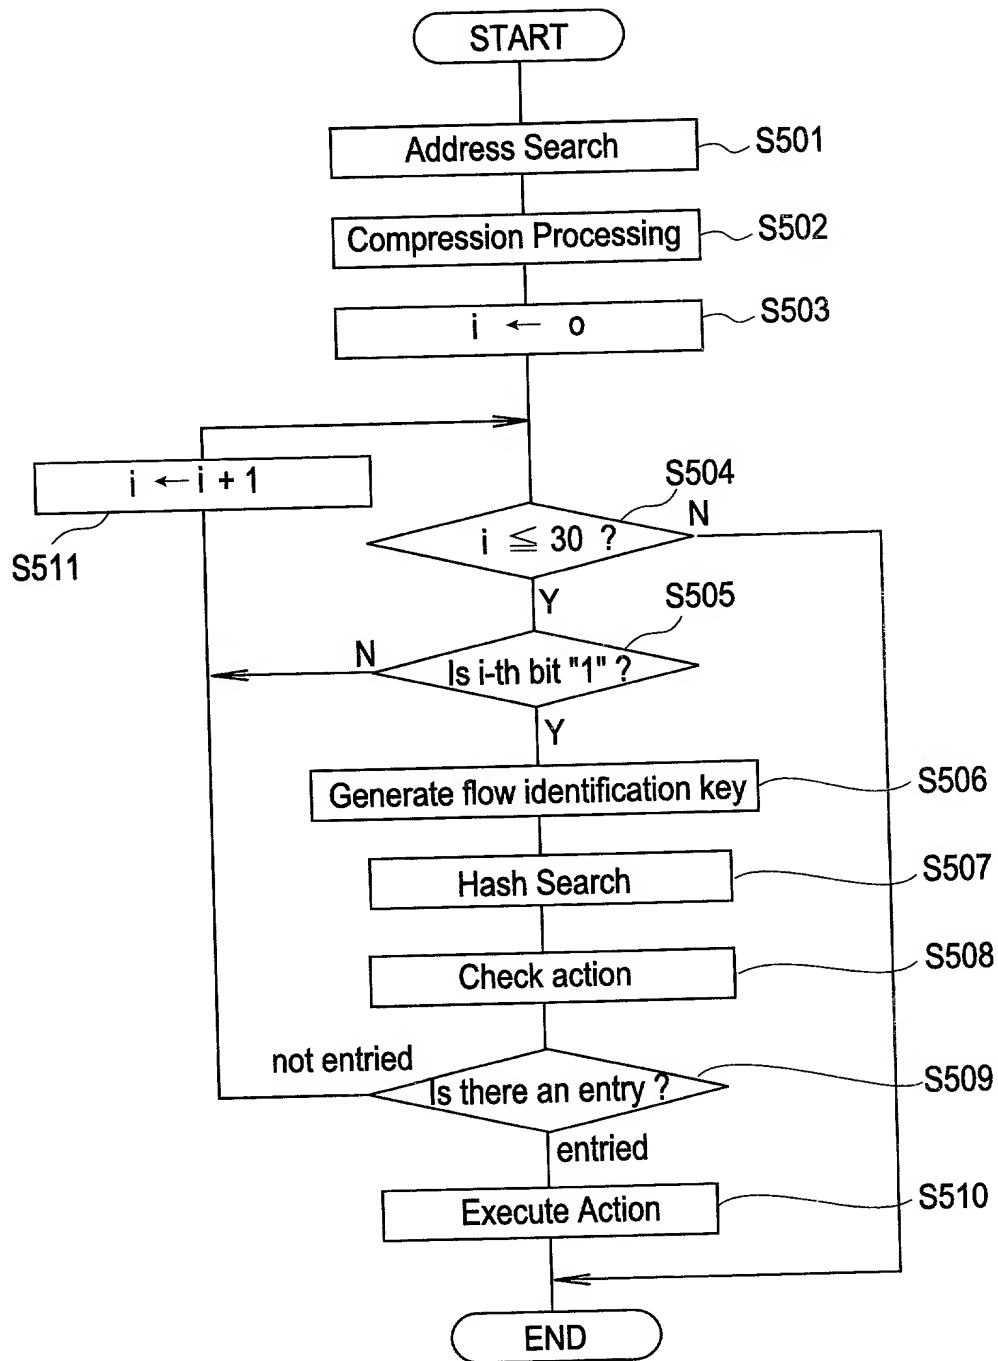 START
Address Search
S501
Compression Processing
S502
i ← o
S503
i ← i + 1
S511
S504
i ≦ 30 ?
N
Y
S505
N
Is i-th bit "1" ?
Y
Generate flow identification key
S506
Hash Search
S507
Check action
S508
not entried
Is there an entry ?
S509
entried
Execute Action
S510
END